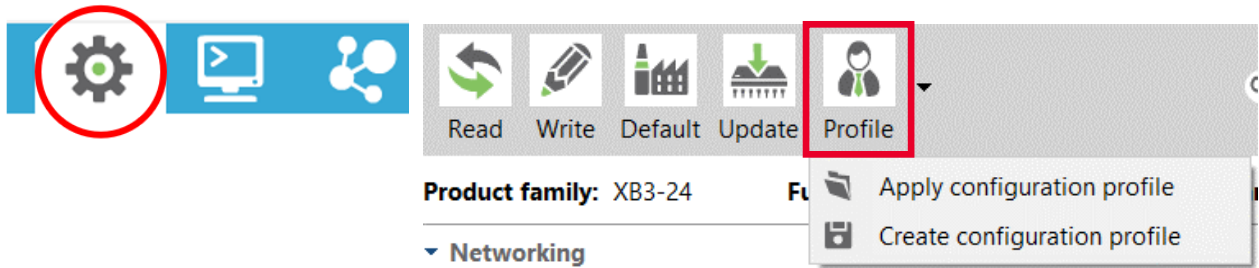 Read Write Default Update Profile
Product family: XB3-24
Apply configuration profile
Networking
Create configuration profile